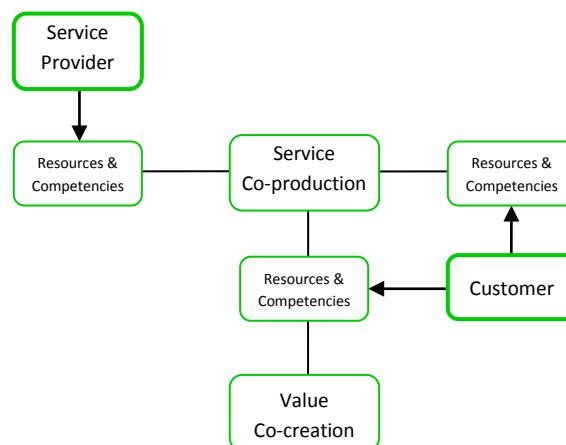 Service
Provider
Resources &
Competencies
Service
Co-production
Resources &
Competencies
Resources &
Competencies
Customer
Value
Co-creation